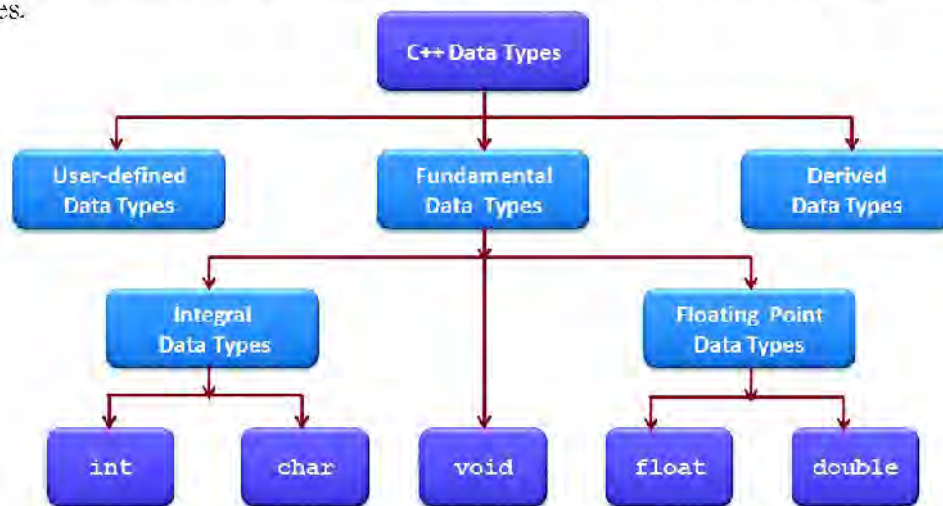 C++ Data Types
User-defined
Data Types
Fundamental
Data Types
Derived
Data Types
Integral
Data Types
Floating Point
Data Types
int
char
void
float
double